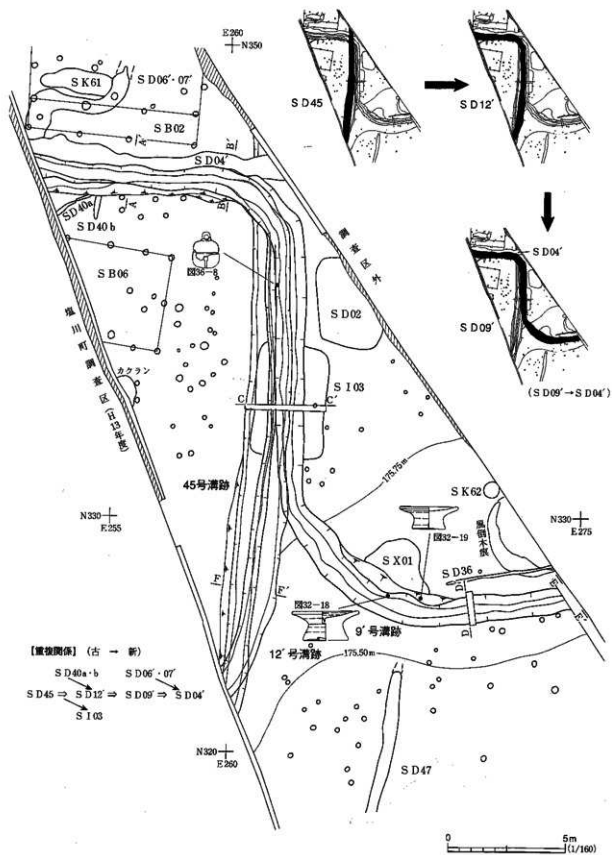 E260
N350
SK61
SD06'・07'
SB02
A'
B'
SD04'
SD40a
A
B
SD40b
SB06
図36-8
調査区外
SD02
塩川町調査区(H13年度)
カクラン
SI03
C
C'
45号溝跡
175.75m
SK62
N330
E255
N330
E275
風倒木痕
図32-19
SX01
SD36
D'
E
E'
F
F'
図32-18
9'号溝跡
D
12'号溝跡
175.50m
【重複関係】(古 → 新)
SD40a・b SD06'・07'
SD45 ⇒ SD12' ⇒ SD09' ⇒ SD04'
SI03
N320
E260
SD47
0 5m
(1/160)
SD45
SD12'
SD04'
SD09'
(SD09'→SD04')